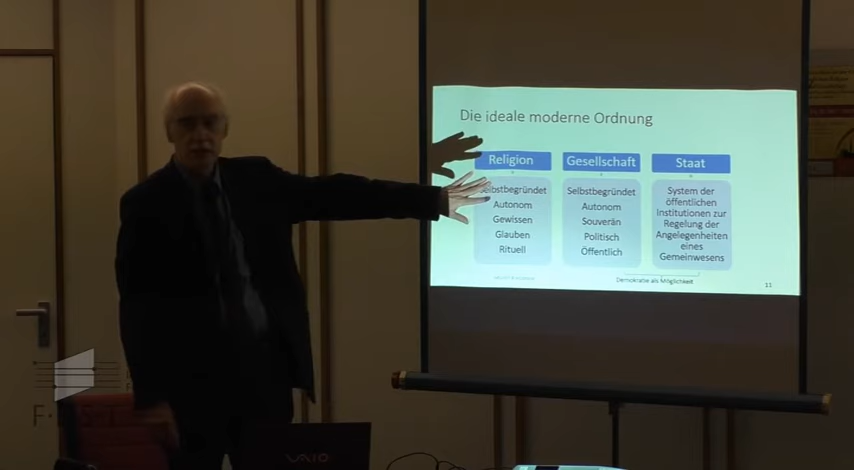 Die ideale moderne Ordnung
Religion
Selbstbegründet
Autonom
Gewissen
Glauben
Rituell
Gesellschaft
Selbstbegründet
Autonom
Souverän
Politisch
Öffentlich
Staat
System der
öffentlichen
Institutionen zur
Regelung der
Angelegenheiten
eines
Gemeinwesens
Demokratie als Möglichkeit
11
VAIO